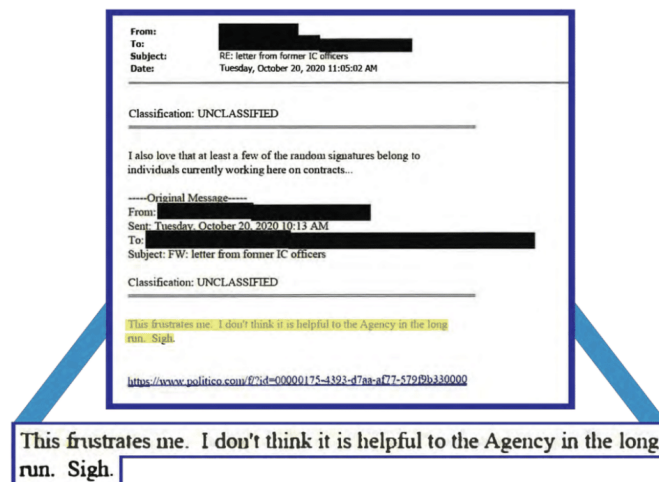 From:
To:
Subject: RE: letter from former IC officers
Date: Tuesday, October 20, 2020 11:05:02 AM
Classification: UNCLASSIFIED
I also love that at least a few of the random signatures belong to
individuals currently working here on contracts...
-----Original Message-----
From:
Sent: Tuesday, October 20, 2020 10:13 AM
To:
Subject: FW: letter from former IC officers
Classification: UNCLASSIFIED
This frustrates me.  I don't think it is helpful to the Agency in the long
run.  Sigh.
https://www.politico.com/f/?id=00000175-4393-d7aa-af77-579f9b330000
This frustrates me.  I don't think it is helpful to the Agency in the long
run.  Sigh.